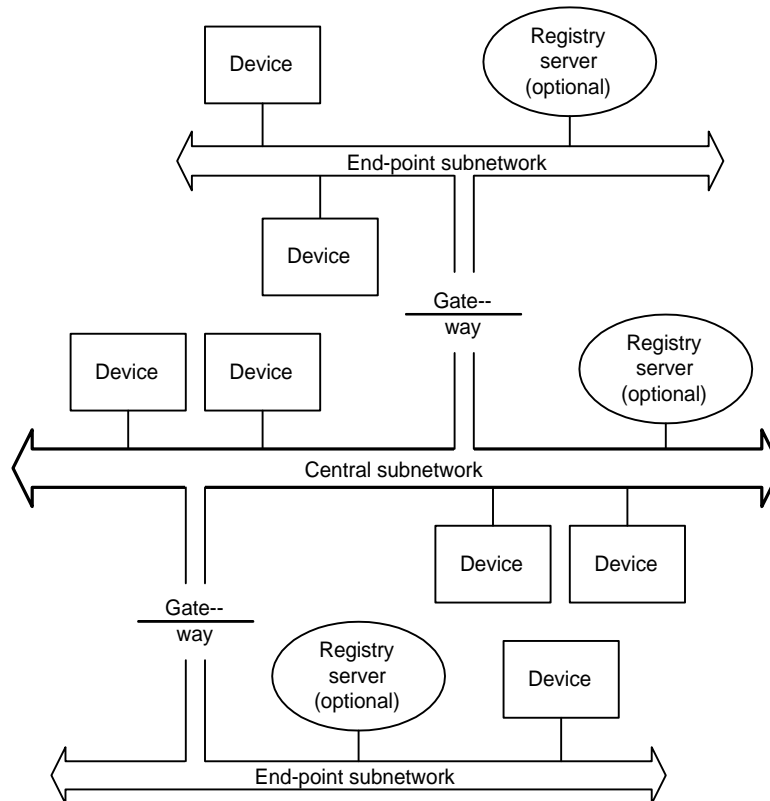 Device
Registry
server
(optional)
End-point subnetwork
Device
Gate--
way
Device
Device
Registry
server
(optional)
Central subnetwork
Device
Device
Gate--
way
Registry
server
(optional)
Device
End-point subnetwork